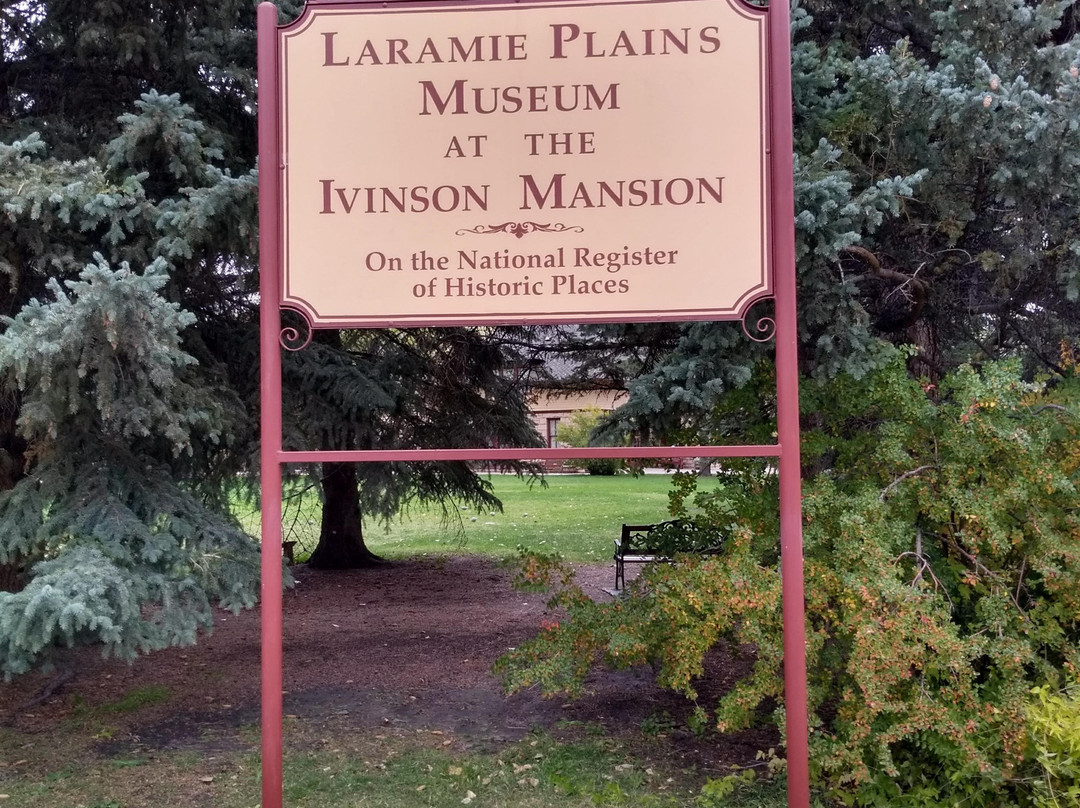 Laramie Plains
Museum
at the
Ivinson Mansion
On the National Register
of Historic Places